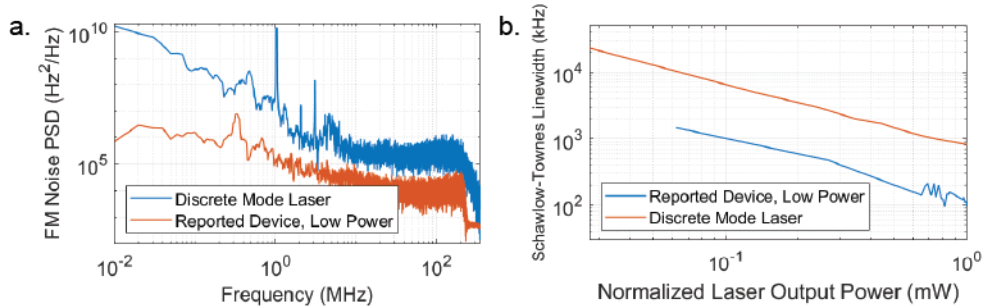 a.
FM Noise PSD (Hz²/Hz)
10¹⁰
10⁵
Discrete Mode Laser
Reported Device, Low Power
10⁻² 10⁰ 10²
Frequency (MHz)
b.
Schawlow-Townes Linewidth (kHz)
10⁴
10³
10²
Reported Device, Low Power
Discrete Mode Laser
10⁻¹ 10⁰
Normalized Laser Output Power (mW)